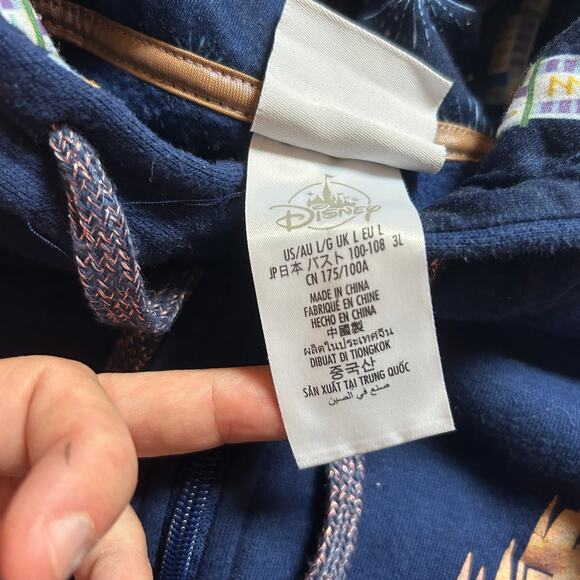 Disney
US/AU L/G UK L EU L
JP日本 バスト 100-108 3L
CN 175/100A
MADE IN CHINA
FABRIQUÉ EN CHINE
HECHO EN CHINA
中國製
ผลิตในประเทศจีน
DIBUAT DI TIONGKOK
중국산
SẢN XUẤT TẠI TRUNG QUỐC
صنع في الصين
N